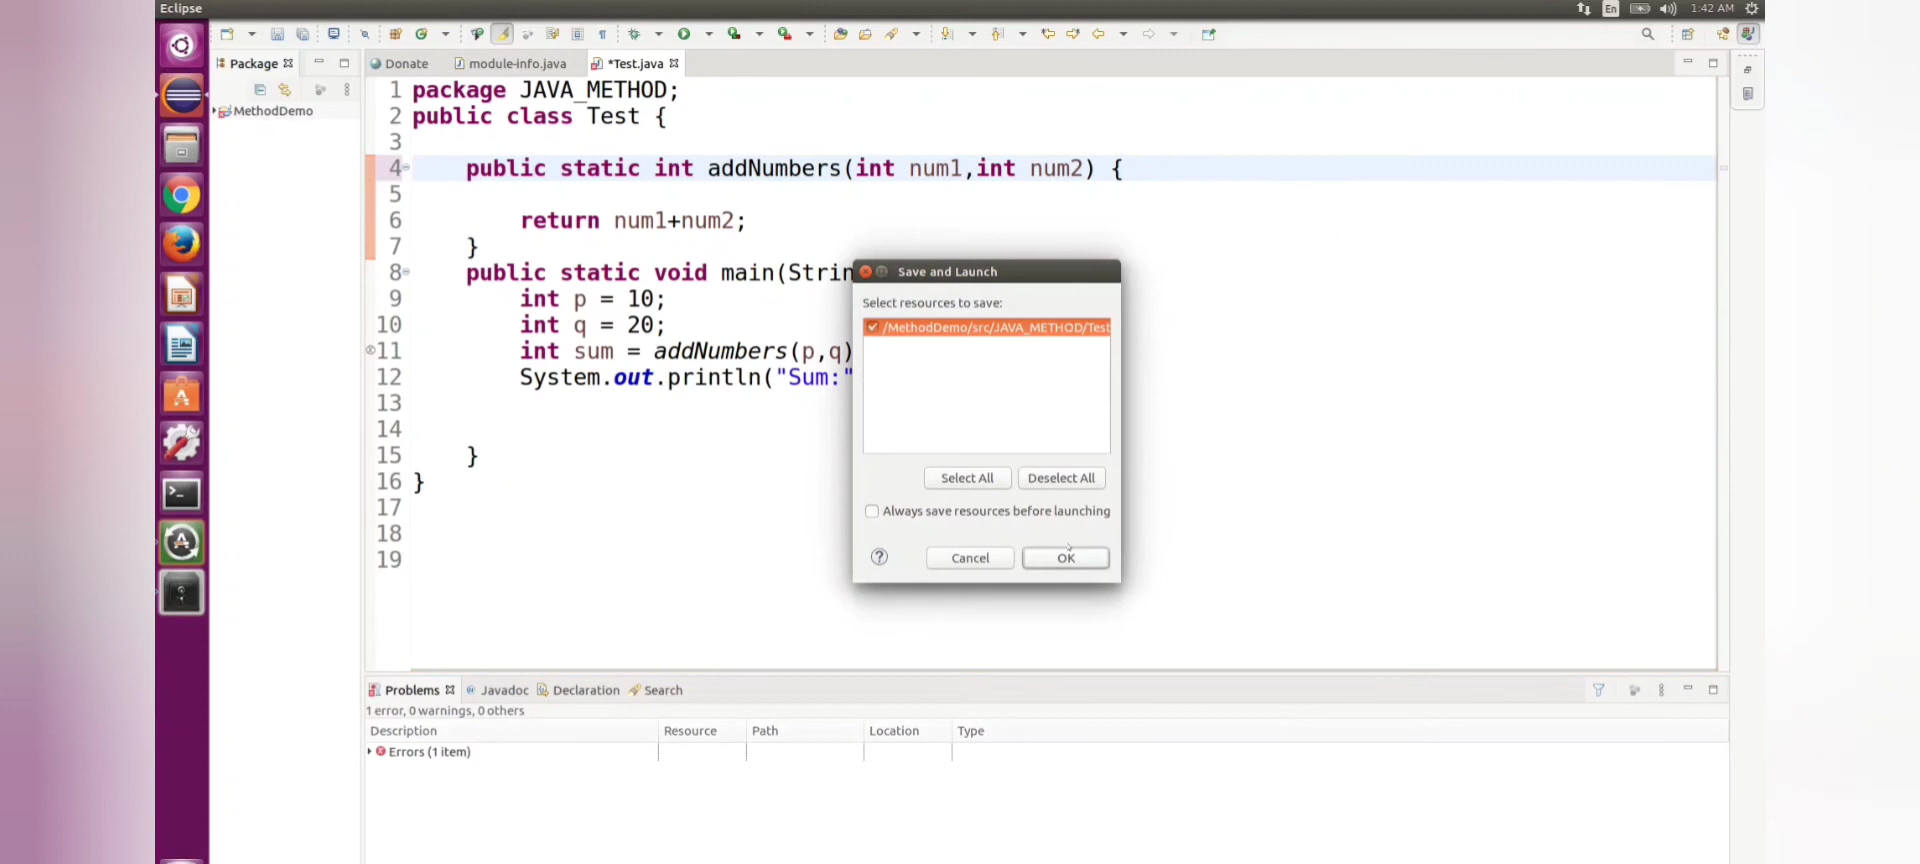 Eclipse
En
1:42 AM
Package
Donate
module-info.java
*Test.java
MethodDemo
1 package JAVA_METHOD;
2 public class Test {
3
4 public static int addNumbers(int num1,int num2) {
5
6 return num1+num2;
7 }
8 public static void main(Strin
9 int p = 10;
10 int q = 20;
11 int sum = addNumbers(p,q)
12 System.out.println("Sum:"
13
14
15 }
16 }
17
18
19
Save and Launch
Select resources to save:
/MethodDemo/src/JAVA_METHOD/Test
Select All
Deselect All
Always save resources before launching
?
Cancel
OK
Problems
@ Javadoc
Declaration
Search
1 error, 0 warnings, 0 others
Description
Resource
Path
Location
Type
Errors (1 item)